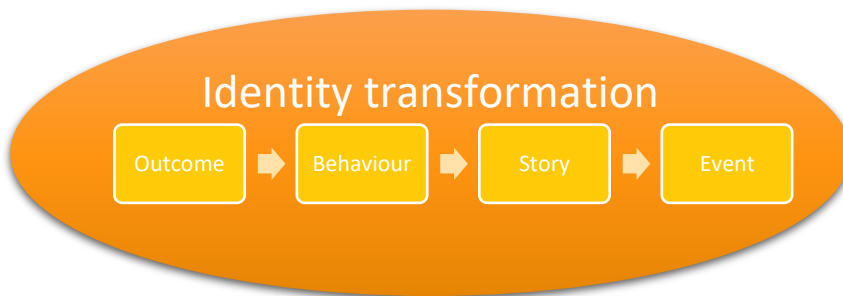 Identity transformation
Outcome
Behaviour
Story
Event